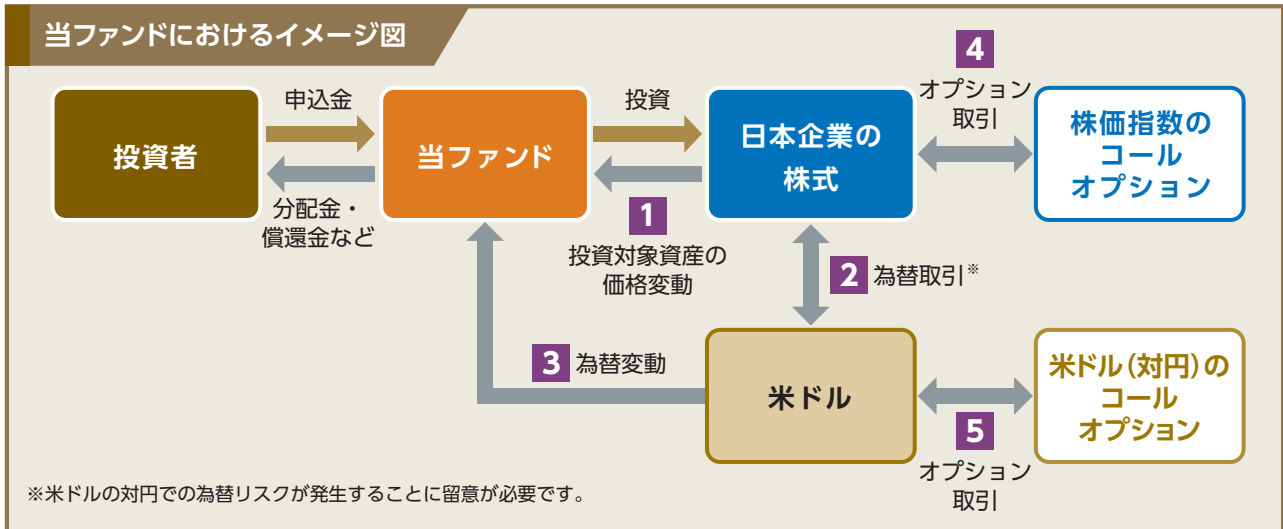 当ファンドにおけるイメージ図
投資者
申込金
分配金・
償還金など
当ファンド
投資
1
投資対象資産の
価格変動
日本企業の
株式
4
オプション
取引
株価指数の
コール
オプション
2 為替取引※
3 為替変動
米ドル
5
オプション
取引
米ドル(対円)の
コール
オプション
※米ドルの対円での為替リスクが発生することに留意が必要です。